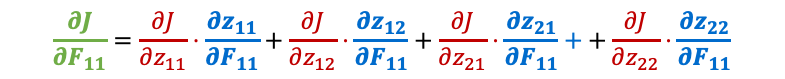 ∂J/∂F₁₁ = ∂J/∂z₁₁ · ∂z₁₁/∂F₁₁ + ∂J/∂z₁₂ · ∂z₁₂/∂F₁₁ + ∂J/∂z₂₁ · ∂z₂₁/∂F₁₁ + + ∂J/∂z₂₂ · ∂z₂₂/∂F₁₁